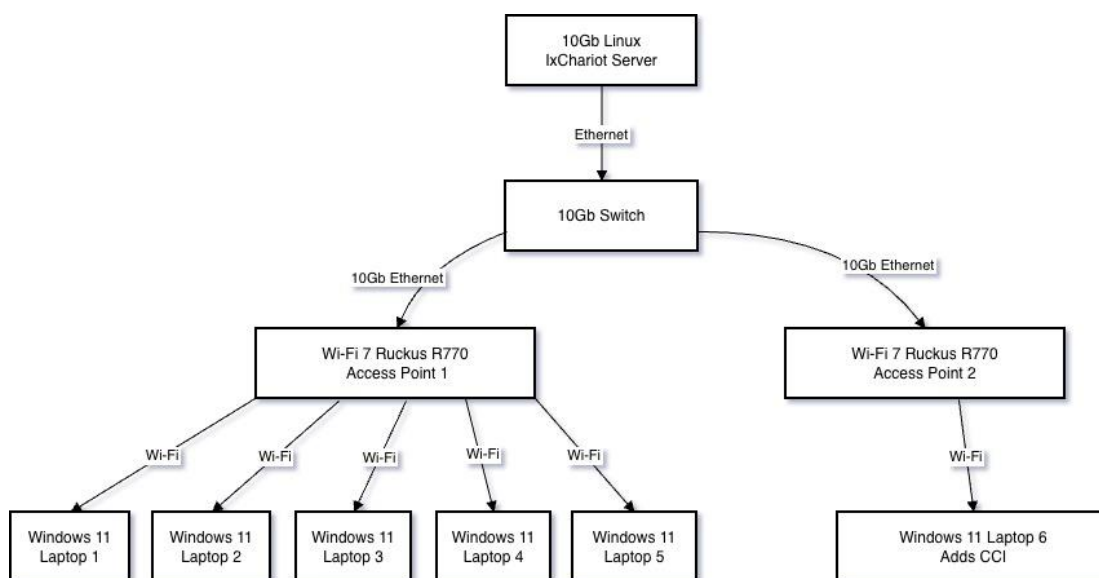 10Gb Linux
IxChariot Server
Ethernet
10Gb Switch
10Gb Ethernet
10Gb Ethernet
Wi-Fi 7 Ruckus R770
Access Point 1
Wi-Fi 7 Ruckus R770
Access Point 2
Wi-Fi
Wi-Fi
Wi-Fi
Wi-Fi
Wi-Fi
Wi-Fi
Windows 11
Laptop 1
Windows 11
Laptop 2
Windows 11
Laptop 3
Windows 11
Laptop 4
Windows 11
Laptop 5
Windows 11 Laptop 6
Adds CCI